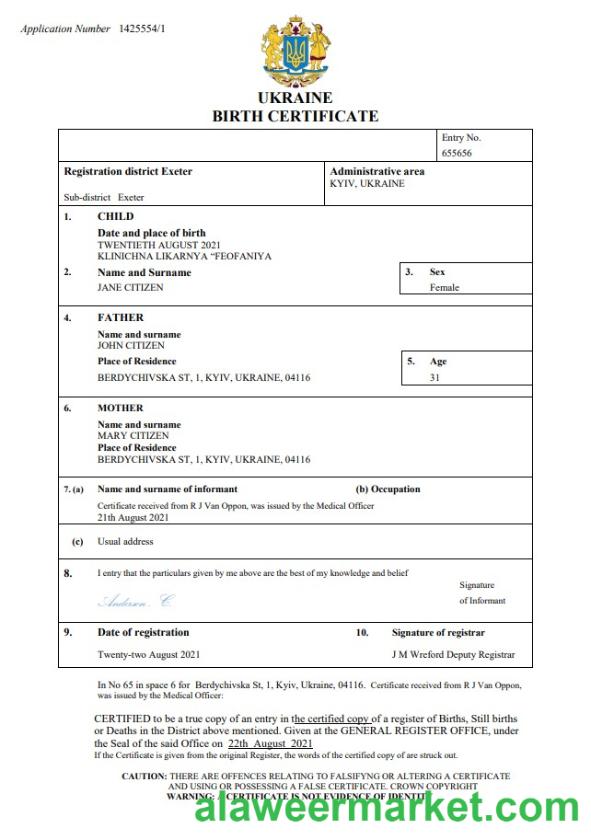 Application Number 1425554/1
UKRAINE
BIRTH CERTIFICATE
Entry No.
655656
Registration district Exeter
Sub-district Exeter
Administrative area
KYIV, UKRAINE
1. CHILD
Date and place of birth
TWENTIETH AUGUST 2021
KLINICHNA LIKARNYA “FEOFANIYA
2. Name and Surname
JANE CITIZEN
3. Sex
Female
4. FATHER
Name and surname
JOHN CITIZEN
Place of Residence
BERDYCHIVSKA ST, 1, KYIV, UKRAINE, 04116
5. Age
31
6. MOTHER
Name and surname
MARY CITIZEN
Place of Residence
BERDYCHIVSKA ST, 1, KYIV, UKRAINE, 04116
7. (a) Name and surname of informant (b) Occupation
Certificate received from R J Van Oppon, was issued by the Medical Officer
21th August 2021
(c) Usual address
8. I entry that the particulars given by me above are the best of my knowledge and belief
Anderson. C.
Signature
of Informant
9. Date of registration
Twenty-two August 2021
10. Signature of registrar
J M Wreford Deputy Registrar
In No 65 in space 6 for Berdychivska St, 1, Kyiv, Ukraine, 04116. Certificate received from R J Van Oppon,
was issued by the Medical Officer:
CERTIFIED to be a true copy of an entry in the certified copy of a register of Births, Still births
or Deaths in the District above mentioned. Given at the GENERAL REGISTER OFFICE, under
the Seal of the said Office on 22th August 2021
If the Certificate is given from the original Register, the words of the certified copy of are struck out.
CAUTION: THERE ARE OFFENCES RELATING TO FALSIFYNG OR ALTERING A CERTIFICATE
AND USING OR POSSESSING A FALSE CERTIFICATE. CROWN COPYRIGHT
WARNING: A CERTIFICATE IS NOT EVIDENCE OF IDENTITY
alaweermarket.com